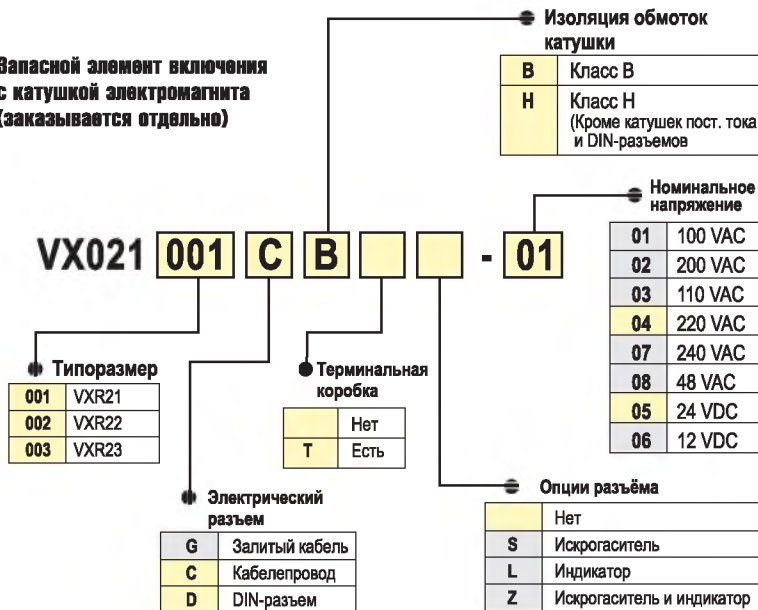 Запасной элемент включения
с катушкой электромагнита
(заказывается отдельно)
Изоляция обмоток
катушки
B Класс B
H Класс H
(Кроме катушек пост. тока
и DIN-разъемов
Номинальное
напряжение
01 100 VAC
02 200 VAC
03 110 VAC
04 220 VAC
07 240 VAC
08 48 VAC
05 24 VDC
06 12 VDC
VX021 001 C B - 01
Типоразмер
001 VXR21
002 VXR22
003 VXR23
Терминальная
коробка
Нет
T Есть
Электрический
разъем
G Залитый кабель
C Кабелепровод
D DIN-разъем
Опции разъёма
Нет
S Искрогаситель
L Индикатор
Z Искрогаситель и индикатор